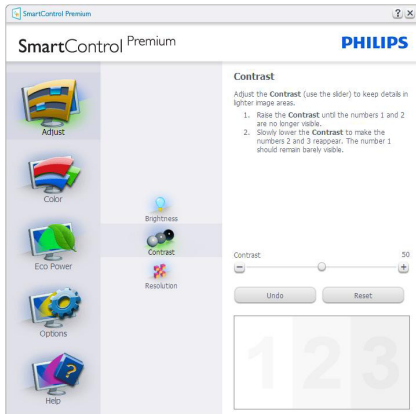 SmartControl Premium
SmartControl Premium
PHILIPS
Adjust
Color
Eco Power
Options
Help
Brightness
Contrast
Resolution
Contrast
Adjust the Contrast (use the slider) to keep details in
lighter image areas.
1. Raise the Contrast until the numbers 1 and 2
are no longer visible.
2. Slowly lower the Contrast to make the
numbers 2 and 3 reappear. The number 1
should remain barely visible.
Contrast 50
Undo Reset
1 2 3